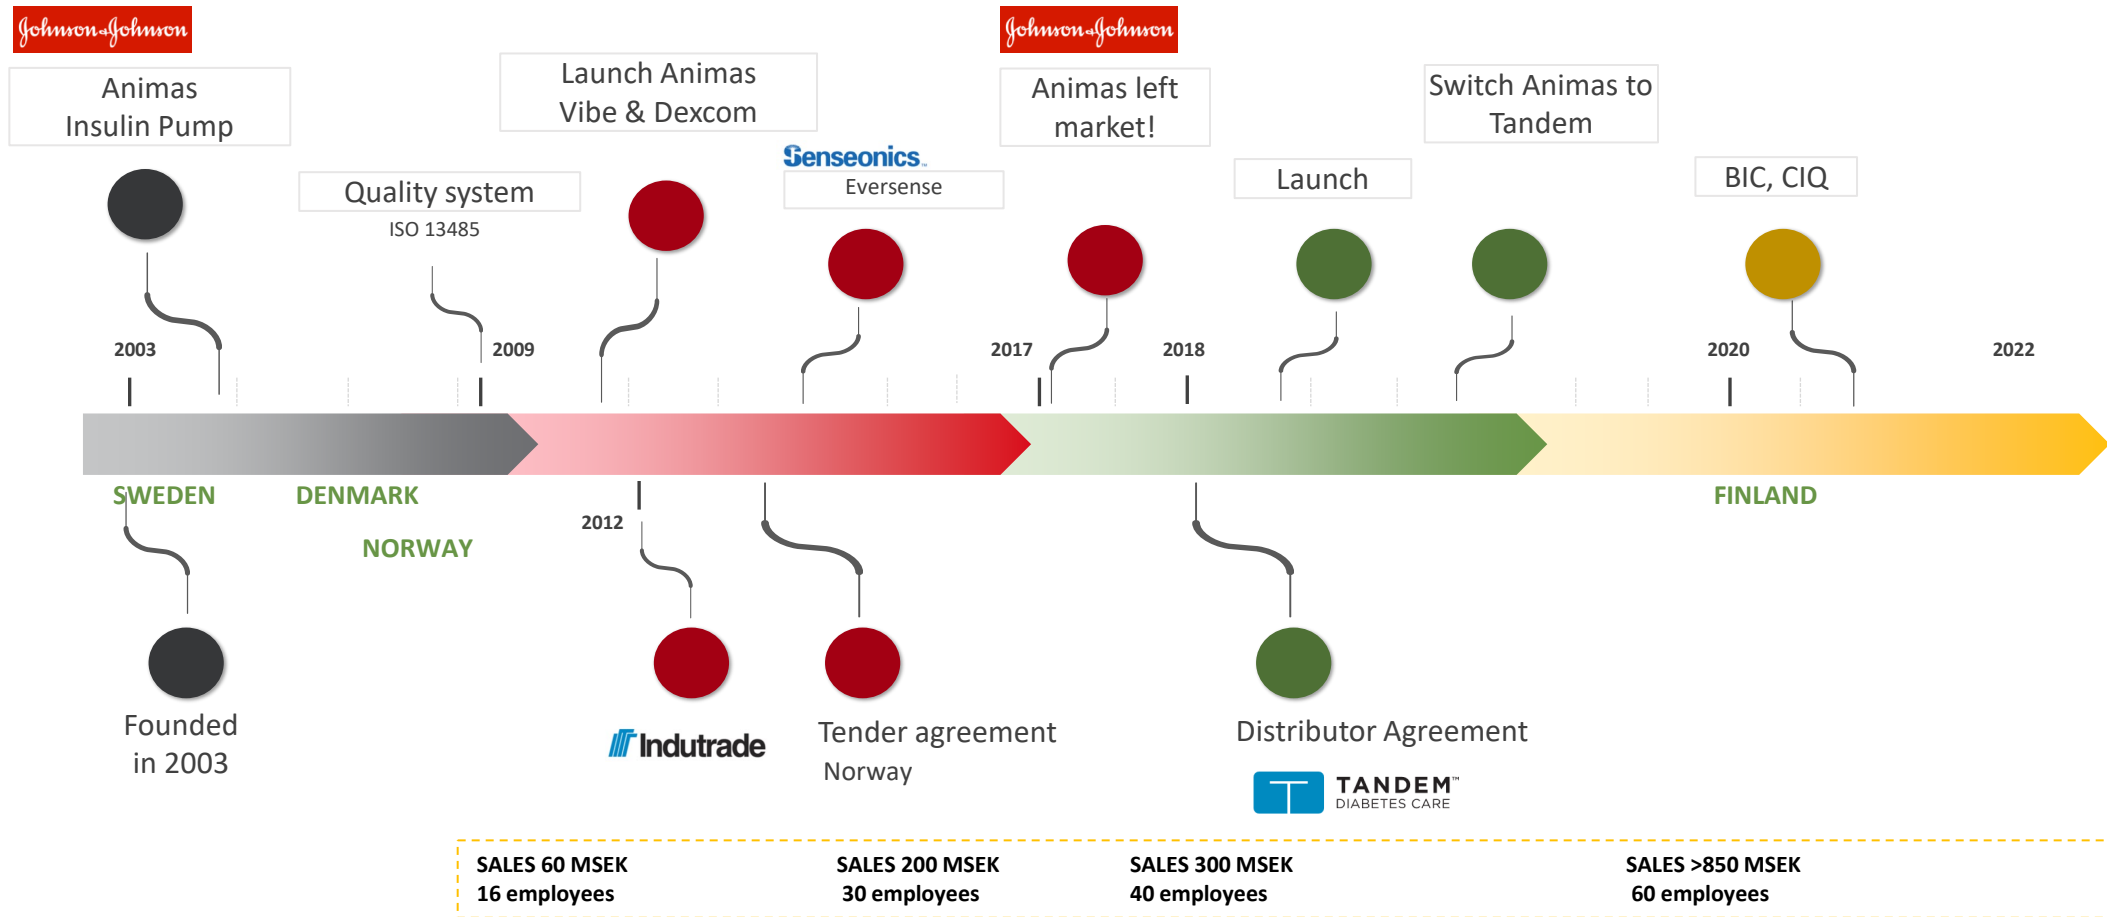 Johnson&Johnson
Animas
Insulin Pump
Quality system
ISO 13485
Launch Animas
Vibe & Dexcom
Senseonics™
Eversense
Johnson&Johnson
Animas left
market!
Launch
Switch Animas to
Tandem
BIC, CIQ
2003
2009
2017
2018
2020
2022
SWEDEN
DENMARK
NORWAY
FINLAND
2012
Founded
in 2003
Indutrade
Tender agreement
Norway
Distributor Agreement
TANDEM™
DIABETES CARE
SALES 60 MSEK
16 employees
SALES 200 MSEK
30 employees
SALES 300 MSEK
40 employees
SALES >850 MSEK
60 employees